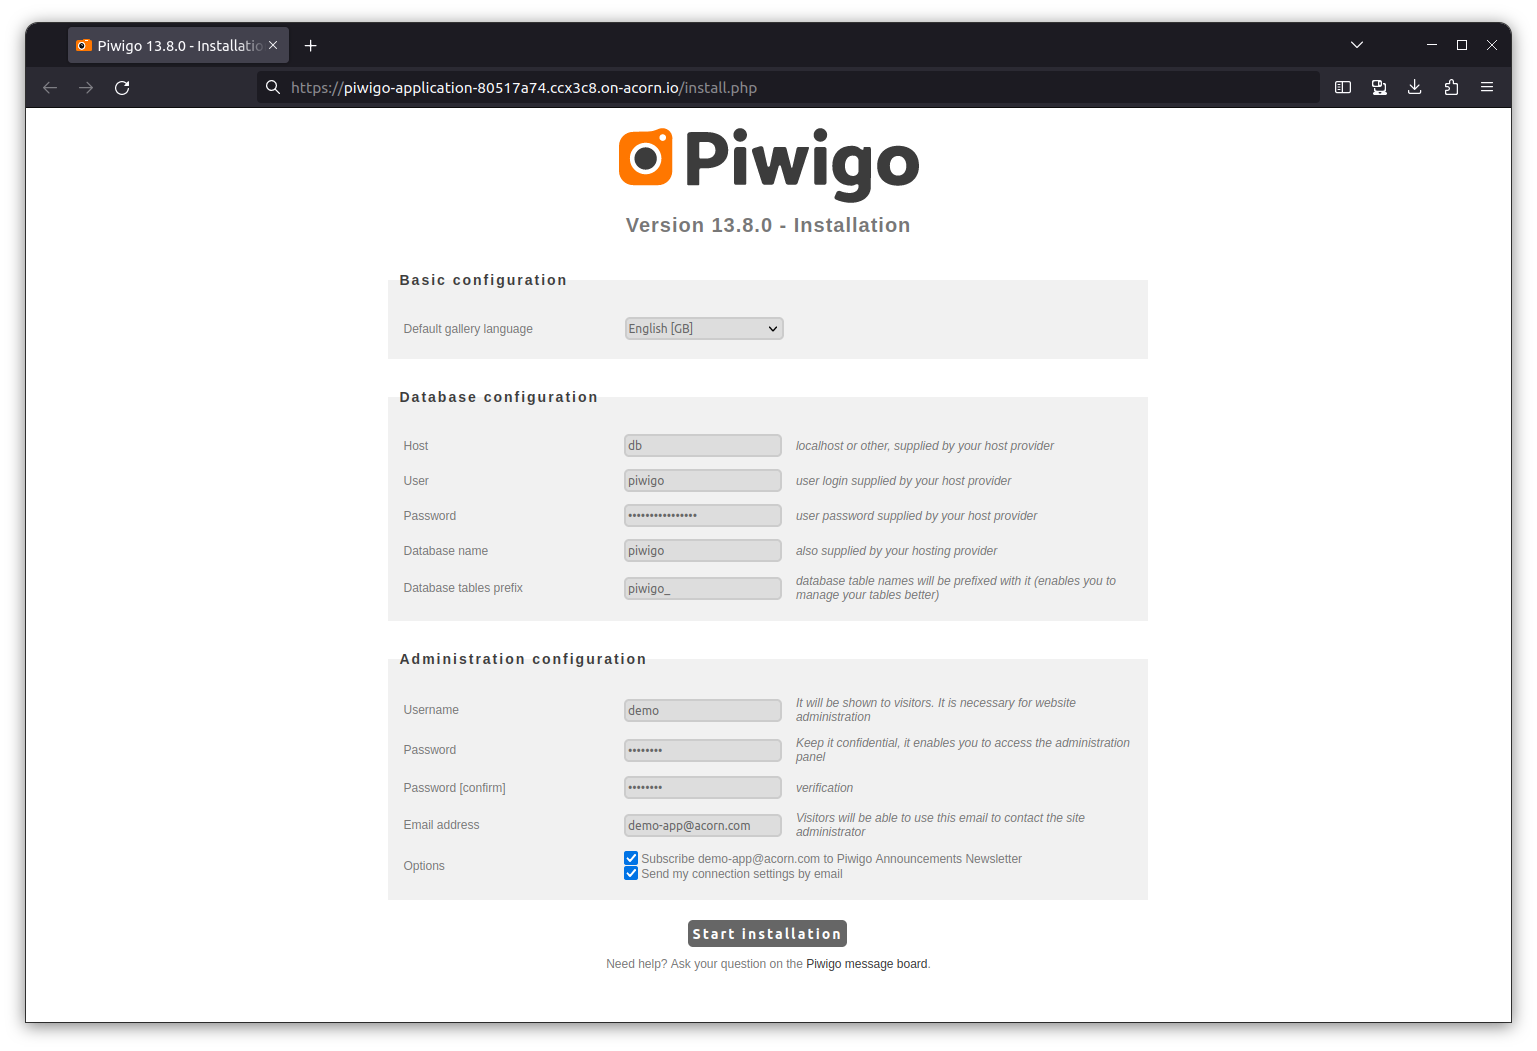 Piwigo 13.8.0 - Installatio
https://piwigo-application-80517a74.ccx3c8.on-acorn.io/install.php
Piwigo
Version 13.8.0 - Installation
Basic configuration
Default gallery language English [GB]
Database configuration
Host db localhost or other, supplied by your host provider
User piwigo user login supplied by your host provider
Password •••••••••••••••• user password supplied by your host provider
Database name piwigo also supplied by your hosting provider
Database tables prefix piwigo_ database table names will be prefixed with it (enables you to
manage your tables better)
Administration configuration
Username demo It will be shown to visitors. It is necessary for website
administration
Password •••••••• Keep it confidential, it enables you to access the administration
panel
Password [confirm] •••••••• verification
Email address demo-app@acorn.com Visitors will be able to use this email to contact the site
administrator
Options Subscribe demo-app@acorn.com to Piwigo Announcements Newsletter
Send my connection settings by email
Start installation
Need help? Ask your question on the Piwigo message board.